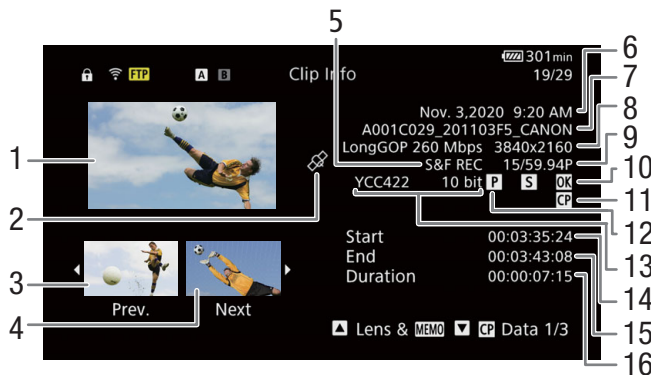 5
301min
FTP A B Clip Info 19/29
6
7
8
9
10
11
12
13
14
15
16
Nov. 3,2020 9:20 AM
A001C029_201103F5_CANON
LongGOP 260 Mbps 3840x2160
S&F REC 15/59.94P
YCC422 10 bit P S OK
CP
1
2
3
4
Start 00:03:35:24
End 00:03:43:08
Duration 00:00:07:15
Prev. Next
Lens & MEMO CP Data 1/3